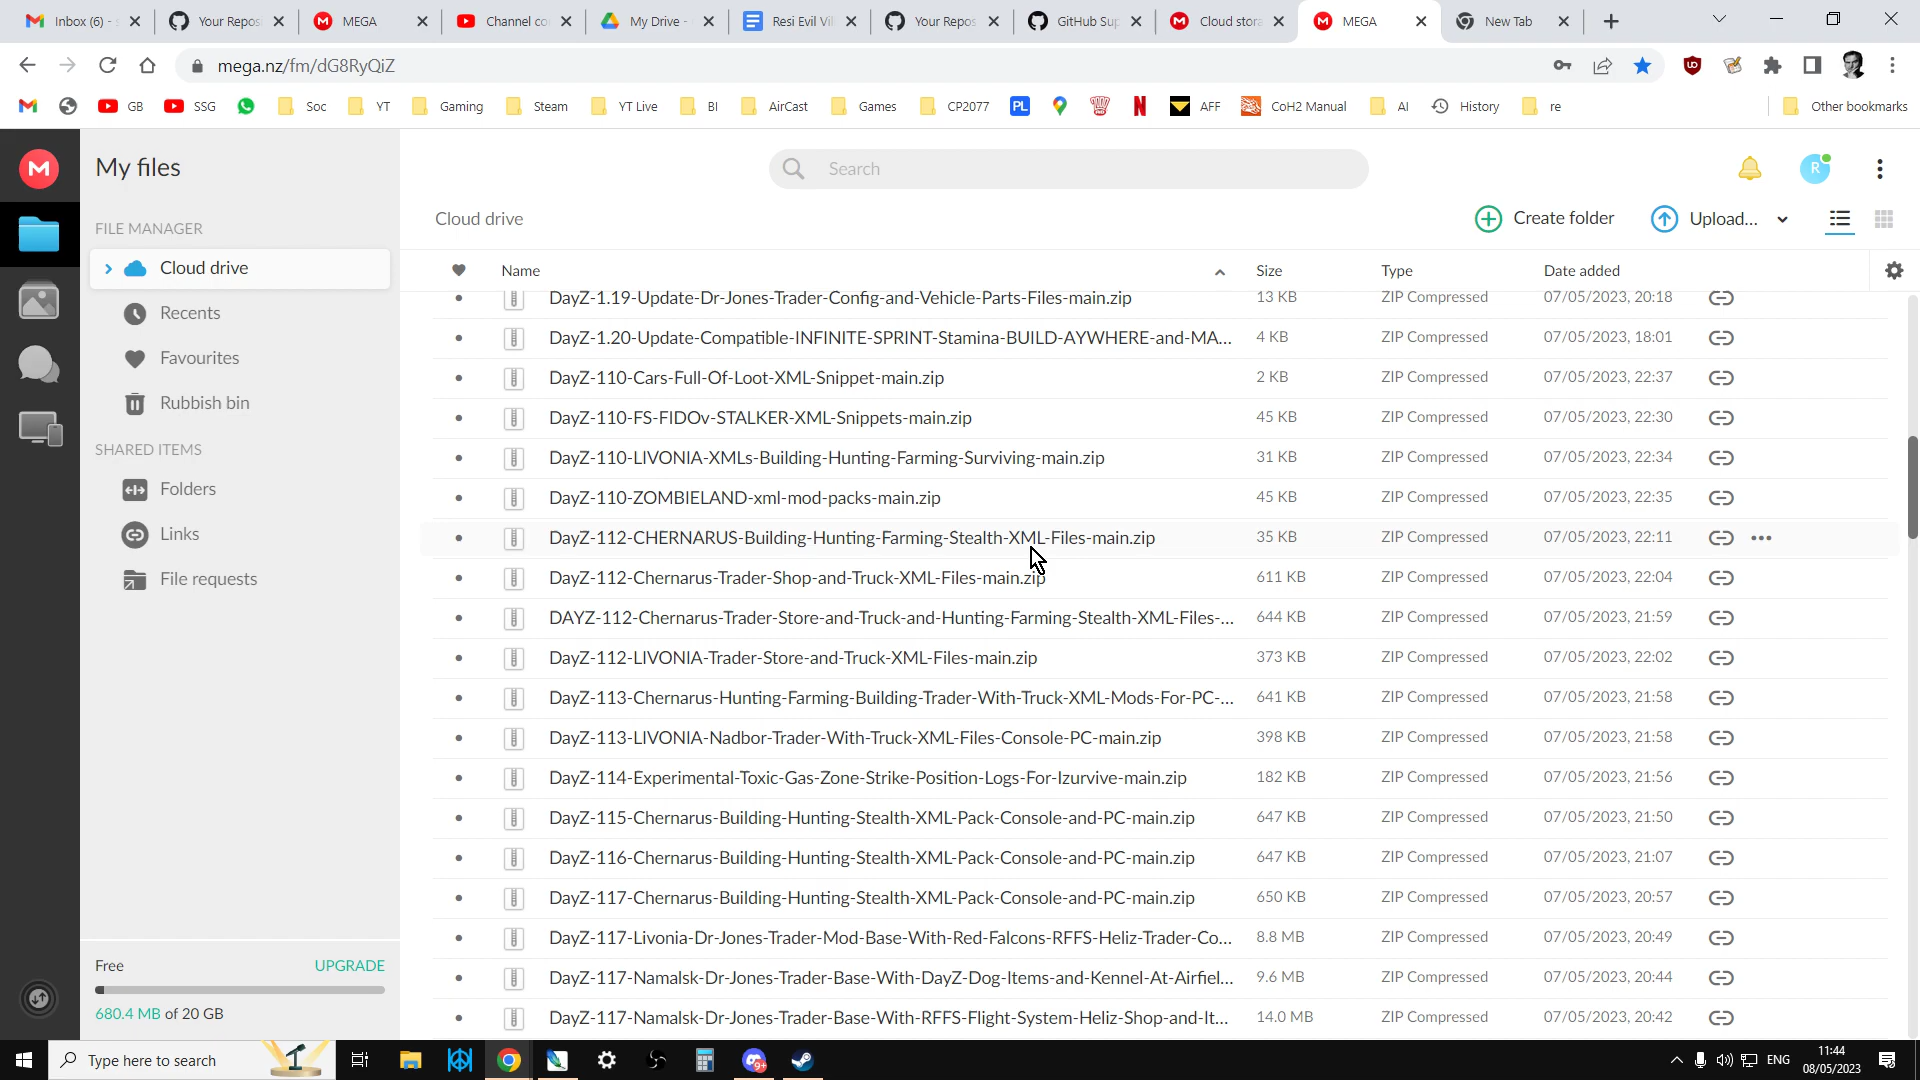 Inbox (6) - s
Your Repos
MEGA
Channel co
My Drive -
Resi Evil Vil
Your Repos
GitHub Sup
Cloud stora
MEGA
New Tab
mega.nz/fm/dG8RyQiZ
GB
SSG
Soc
YT
Gaming
Steam
YT Live
BI
AirCast
Games
CP2077
PL
AFF
CoH2 Manual
AI
History
re
Other bookmarks
My files
Search
R
FILE MANAGER
Cloud drive
Create folder
Upload...
Cloud drive
Recents
Favourites
Rubbish bin
SHARED ITEMS
Folders
Links
File requests
Name Size Type Date added
DayZ-1.19-Update-Dr-Jones-Trader-Config-and-Vehicle-Parts-Files-main.zip 13 KB ZIP Compressed 07/05/2023, 20:18
DayZ-1.20-Update-Compatible-INFINITE-SPRINT-Stamina-BUILD-AYWHERE-and-MA... 4 KB ZIP Compressed 07/05/2023, 18:01
DayZ-110-Cars-Full-Of-Loot-XML-Snippet-main.zip 2 KB ZIP Compressed 07/05/2023, 22:37
DayZ-110-FS-FIDOv-STALKER-XML-Snippets-main.zip 45 KB ZIP Compressed 07/05/2023, 22:30
DayZ-110-LIVONIA-XMLs-Building-Hunting-Farming-Surviving-main.zip 31 KB ZIP Compressed 07/05/2023, 22:34
DayZ-110-ZOMBIELAND-xml-mod-packs-main.zip 45 KB ZIP Compressed 07/05/2023, 22:35
DayZ-112-CHERNARUS-Building-Hunting-Farming-Stealth-XML-Files-main.zip 35 KB ZIP Compressed 07/05/2023, 22:11
DayZ-112-Chernarus-Trader-Shop-and-Truck-XML-Files-main.zip 611 KB ZIP Compressed 07/05/2023, 22:04
DAYZ-112-Chernarus-Trader-Store-and-Truck-and-Hunting-Farming-Stealth-XML-Files-... 644 KB ZIP Compressed 07/05/2023, 21:59
DayZ-112-LIVONIA-Trader-Store-and-Truck-XML-Files-main.zip 373 KB ZIP Compressed 07/05/2023, 22:02
DayZ-113-Chernarus-Hunting-Farming-Building-Trader-With-Truck-XML-Mods-For-PC-... 641 KB ZIP Compressed 07/05/2023, 21:58
DayZ-113-LIVONIA-Nadbor-Trader-With-Truck-XML-Files-Console-PC-main.zip 398 KB ZIP Compressed 07/05/2023, 21:58
DayZ-114-Experimental-Toxic-Gas-Zone-Strike-Position-Logs-For-Izurvive-main.zip 182 KB ZIP Compressed 07/05/2023, 21:56
DayZ-115-Chernarus-Building-Hunting-Stealth-XML-Pack-Console-and-PC-main.zip 647 KB ZIP Compressed 07/05/2023, 21:50
DayZ-116-Chernarus-Building-Hunting-Stealth-XML-Pack-Console-and-PC-main.zip 647 KB ZIP Compressed 07/05/2023, 21:07
DayZ-117-Chernarus-Building-Hunting-Stealth-XML-Pack-Console-and-PC-main.zip 650 KB ZIP Compressed 07/05/2023, 20:57
DayZ-117-Livonia-Dr-Jones-Trader-Mod-Base-With-Red-Falcons-RFFS-Heliz-Trader-Co... 8.8 MB ZIP Compressed 07/05/2023, 20:49
DayZ-117-Namalsk-Dr-Jones-Trader-Base-With-DayZ-Dog-Items-and-Kennel-At-Airfiel... 9.6 MB ZIP Compressed 07/05/2023, 20:44
DayZ-117-Namalsk-Dr-Jones-Trader-Base-With-RFFS-Flight-System-Heliz-Shop-and-It... 14.0 MB ZIP Compressed 07/05/2023, 20:42
Free UPGRADE
680.4 MB of 20 GB
Type here to search
ENG
11:44
08/05/2023